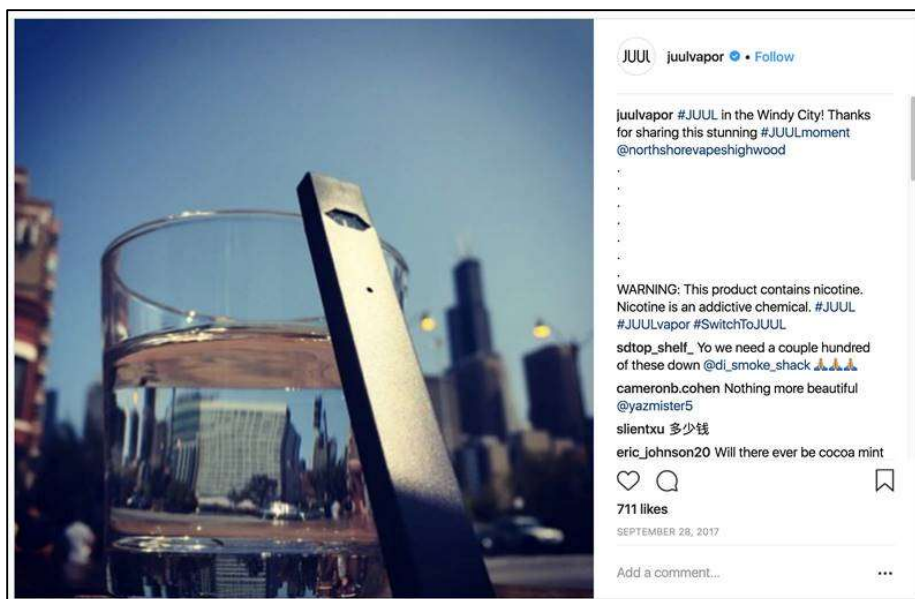 JUUL juulvapor • Follow
juulvapor #JUUL in the Windy City! Thanks
for sharing this stunning #JUULmoment
@northshorevapeshighwood
.
.
.
.
.
.
.
WARNING: This product contains nicotine.
Nicotine is an addictive chemical. #JUUL
#JUULvapor #SwitchToJUUL
sdtop_shelf_ Yo we need a couple hundred
of these down @di_smoke_shack 🙏🙏🙏
cameronb.cohen Nothing more beautiful
@yazmister5
slientxu 多少钱
eric_johnson20 Will there ever be cocoa mint
711 likes
SEPTEMBER 28, 2017
Add a comment...